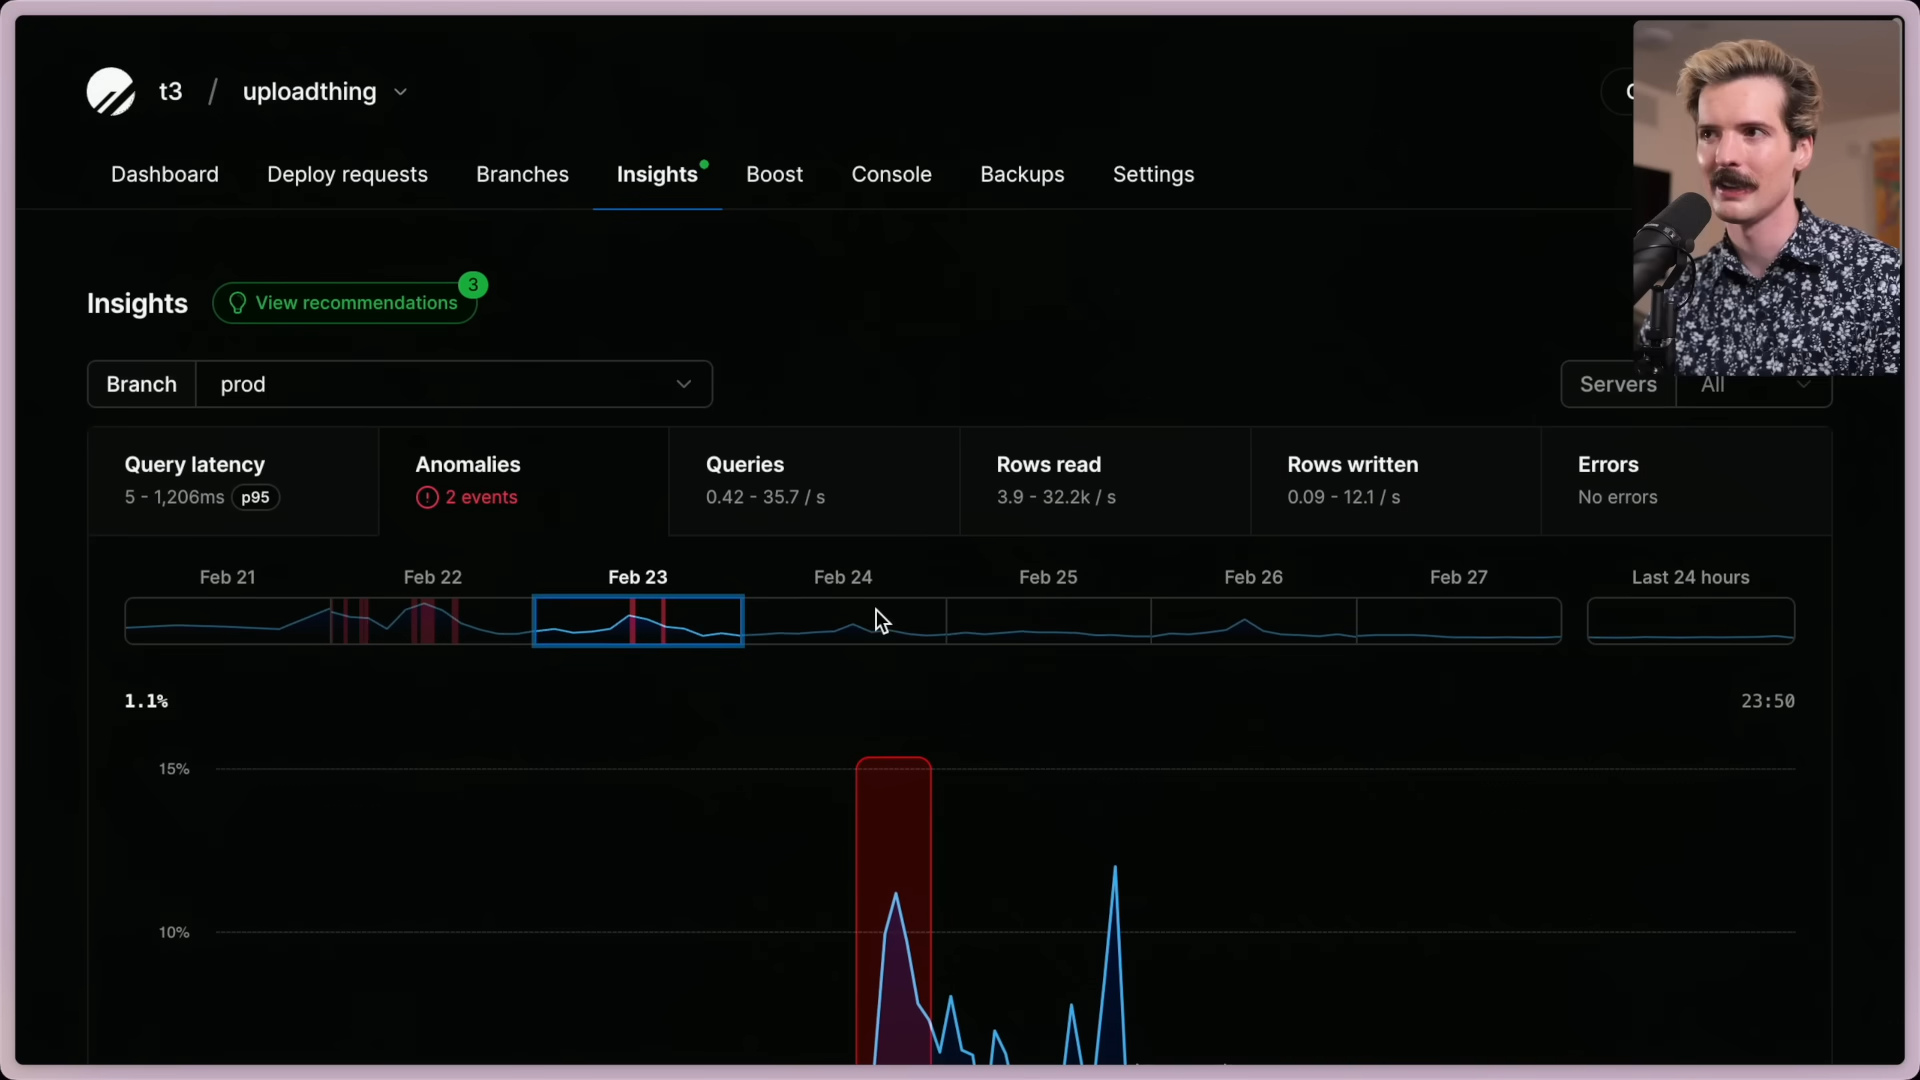 t3 / uploadthing
Dashboard Deploy requests Branches Insights Boost Console Backups Settings
Insights View recommendations 3
Branch prod Servers All
Query latency Anomalies Queries Rows read Rows written Errors
5 - 1,206ms p95 2 events 0.42 - 35.7 / s 3.9 - 32.2k / s 0.09 - 12.1 / s No errors
Feb 21 Feb 22 Feb 23 Feb 24 Feb 25 Feb 26 Feb 27 Last 24 hours
1.1% 23:50
15%
10%